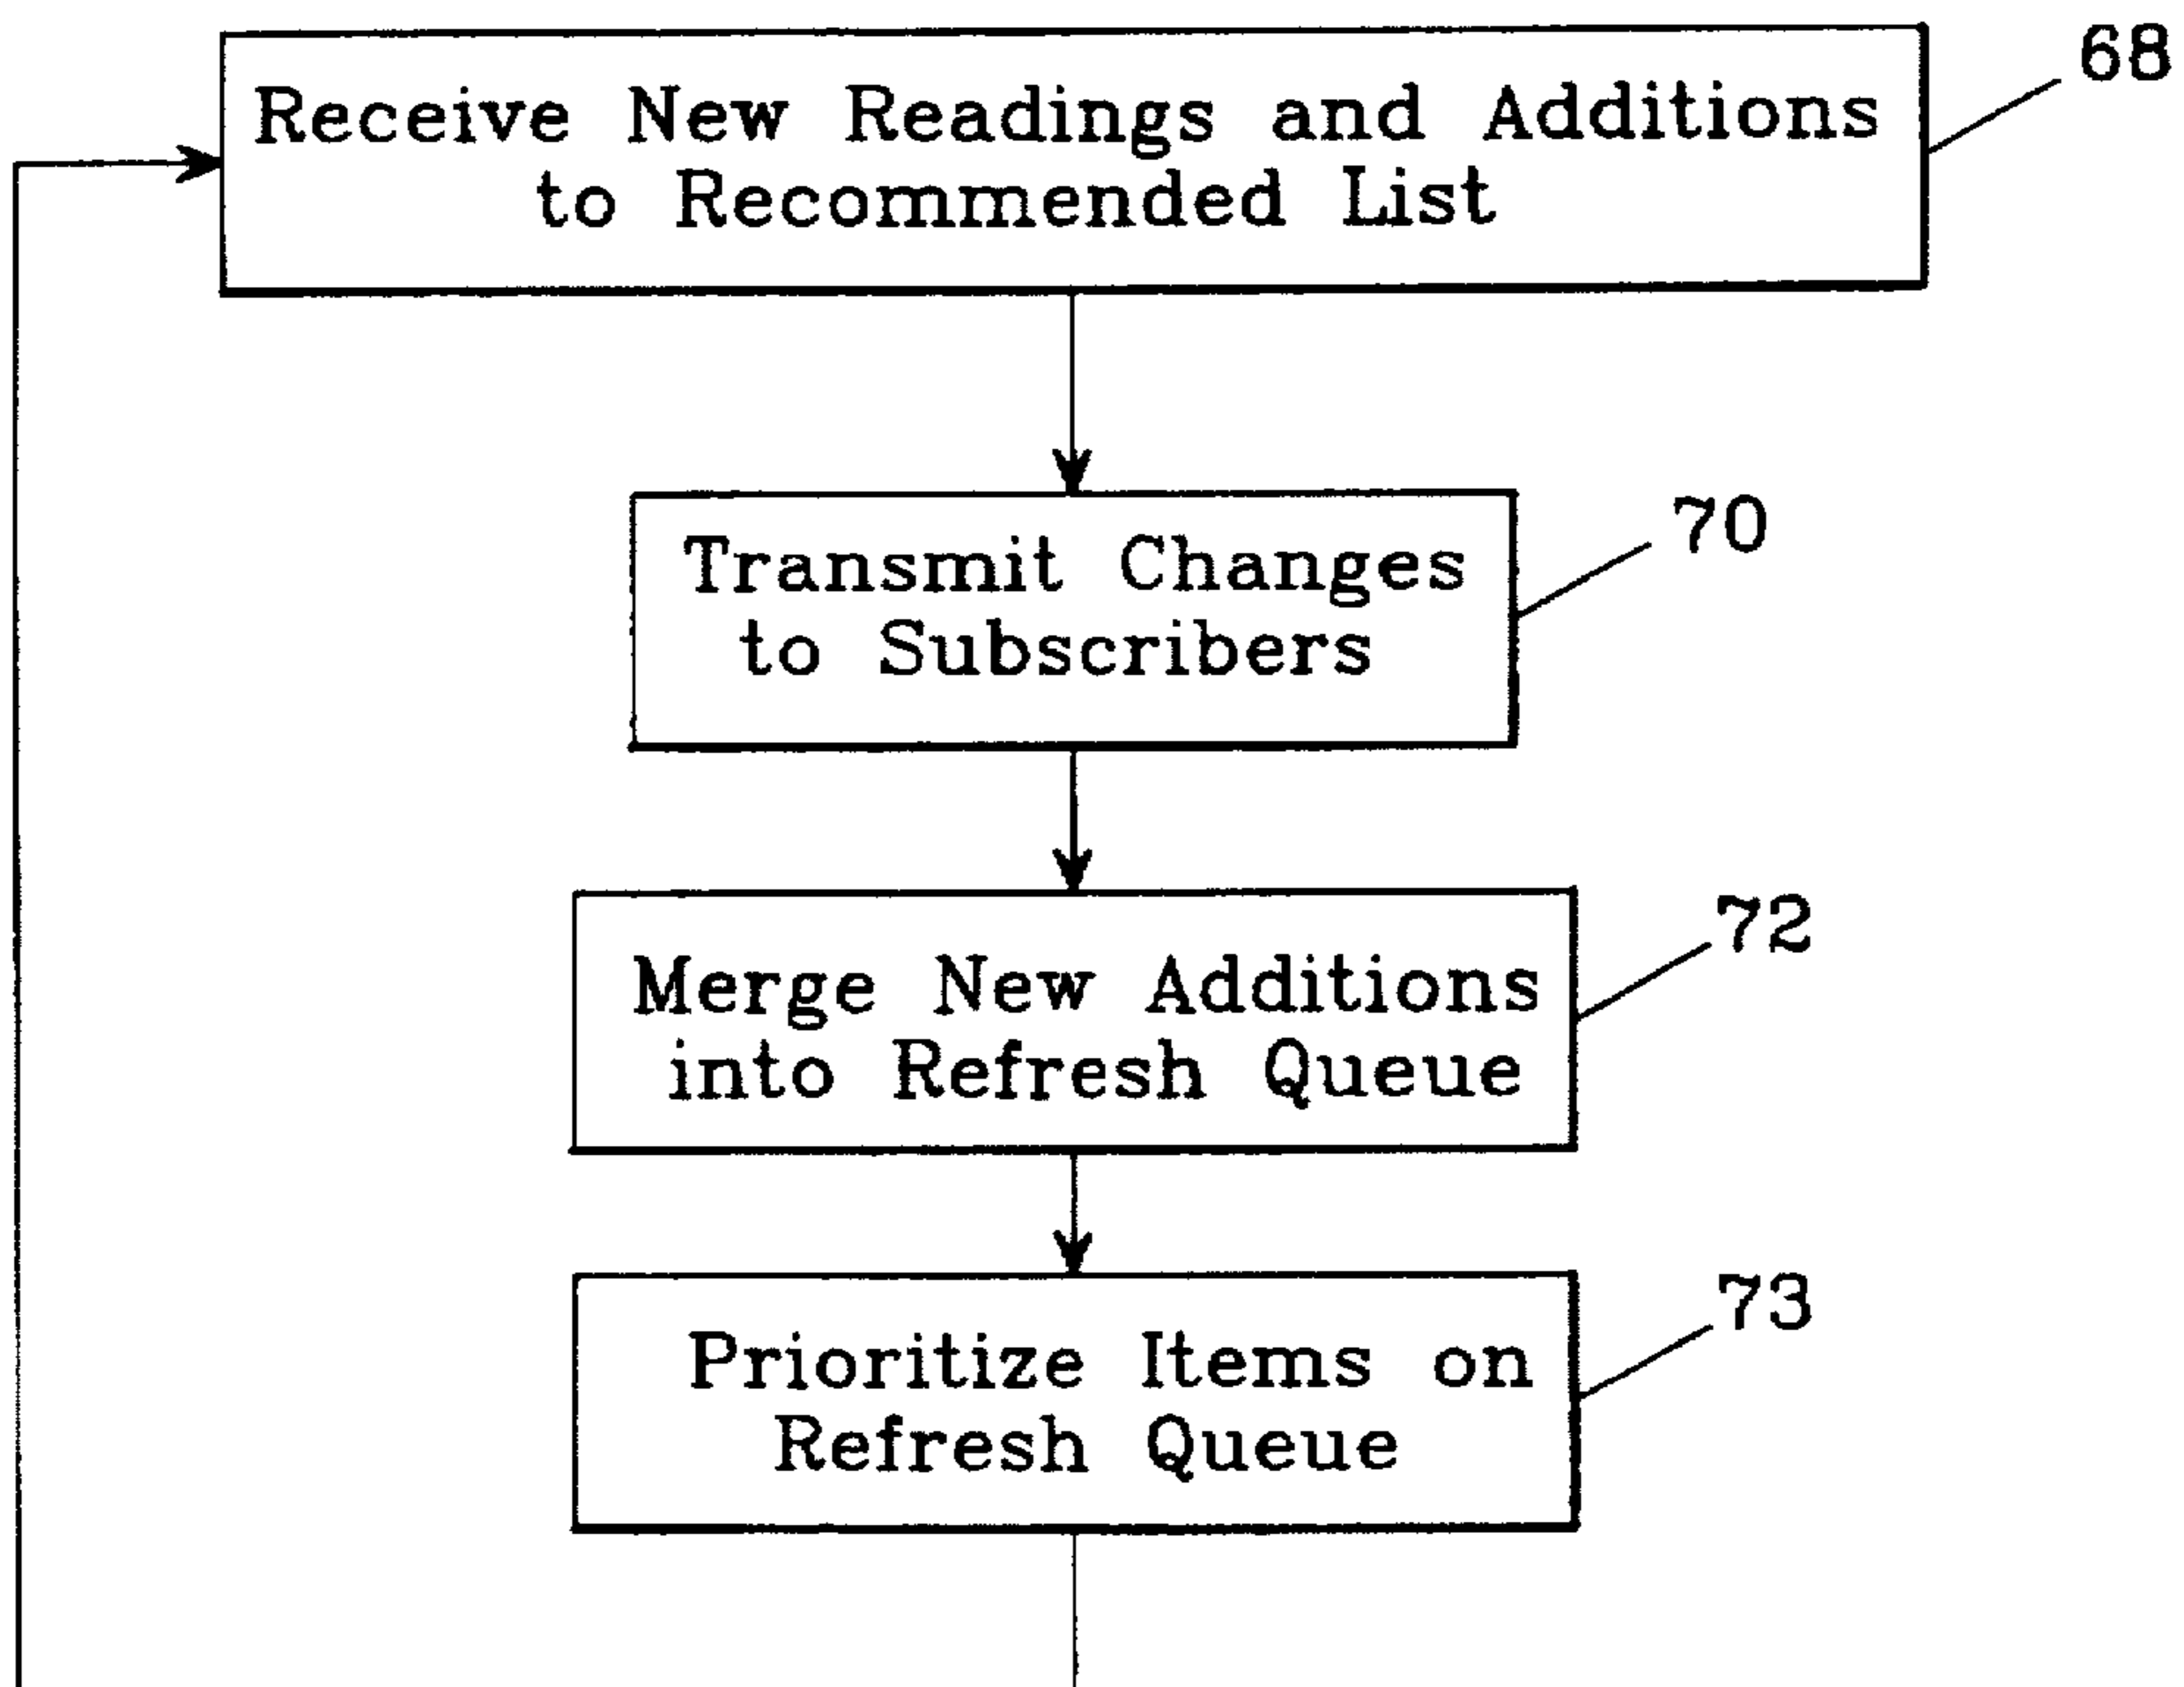 68
Receive New Readings and Additions
to Recommended List
70
Transmit Changes
to Subscribers
72
Merge New Additions
into Refresh Queue
73
Prioritize Items on
Refresh Queue